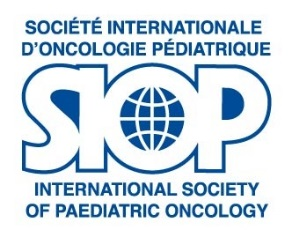 SOCIÉTÉ INTERNATIONALE
D'ONCOLOGIE PÉDIATRIQUE
SIOP
INTERNATIONAL SOCIETY
OF PAEDIATRIC ONCOLOGY